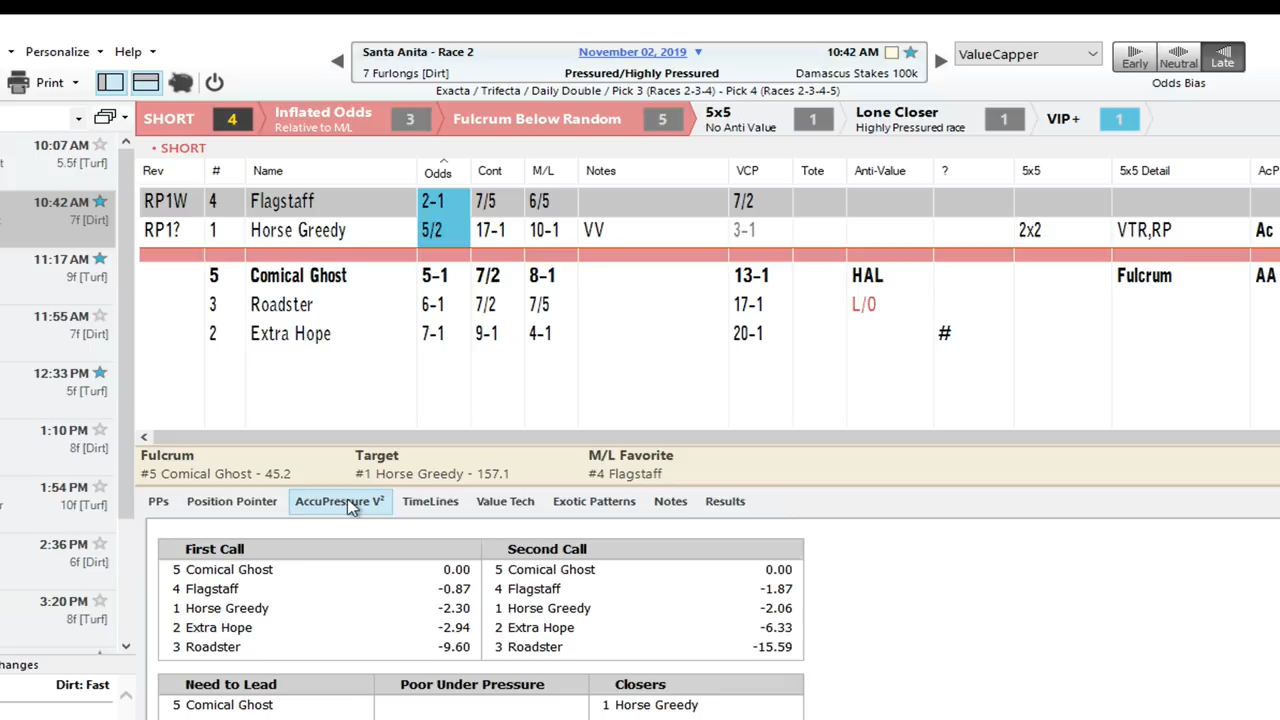 Personalize Help
Santa Anita - Race 2 November 02, 2019 10:42 AM
7 Furlongs [Dirt] Pressured/Highly Pressured Damascus Stakes 100k
Exacta / Trifecta / Daily Double / Pick 3 (Races 2-3-4) - Pick 4 (Races 2-3-4-5)
ValueCapper
Early Neutral Late
Odds Bias
Print
SHORT 4 Inflated Odds 3 Fulcrum Below Random 5 5x5 1 Lone Closer 1 VIP+ 1
Relative to M/L No Anti Value Highly Pressured race
• SHORT
Rev # Name Odds Cont M/L Notes VCP Tote Anti-Value ? 5x5 5x5 Detail AcP
RP1W 4 Flagstaff 2-1 7/5 6/5 7/2
RP1? 1 Horse Greedy 5/2 17-1 10-1 VV 3-1 2x2 VTR,RP Ac
5 Comical Ghost 5-1 7/2 8-1 13-1 HAL Fulcrum AA
3 Roadster 6-1 7/2 7/5 17-1 L/O
2 Extra Hope 7-1 9-1 4-1 20-1 #
10:07 AM
5.5f [Turf]
10:42 AM
7f [Dirt]
11:17 AM
9f [Turf]
11:55 AM
7f [Dirt]
12:33 PM
5f [Turf]
1:10 PM
8f [Dirt]
1:54 PM
10f [Turf]
2:36 PM
6f [Dirt]
3:20 PM
8f [Turf]
hanges
Dirt: Fast
Fulcrum Target M/L Favorite
#5 Comical Ghost - 45.2 #1 Horse Greedy - 157.1 #4 Flagstaff
PPs Position Pointer AccuPressure V² TimeLines Value Tech Exotic Patterns Notes Results
First Call Second Call
5 Comical Ghost 0.00 5 Comical Ghost 0.00
4 Flagstaff -0.87 4 Flagstaff -1.87
1 Horse Greedy -2.30 1 Horse Greedy -2.06
2 Extra Hope -2.94 2 Extra Hope -6.33
3 Roadster -9.60 3 Roadster -15.59
Need to Lead Poor Under Pressure Closers
5 Comical Ghost 1 Horse Greedy